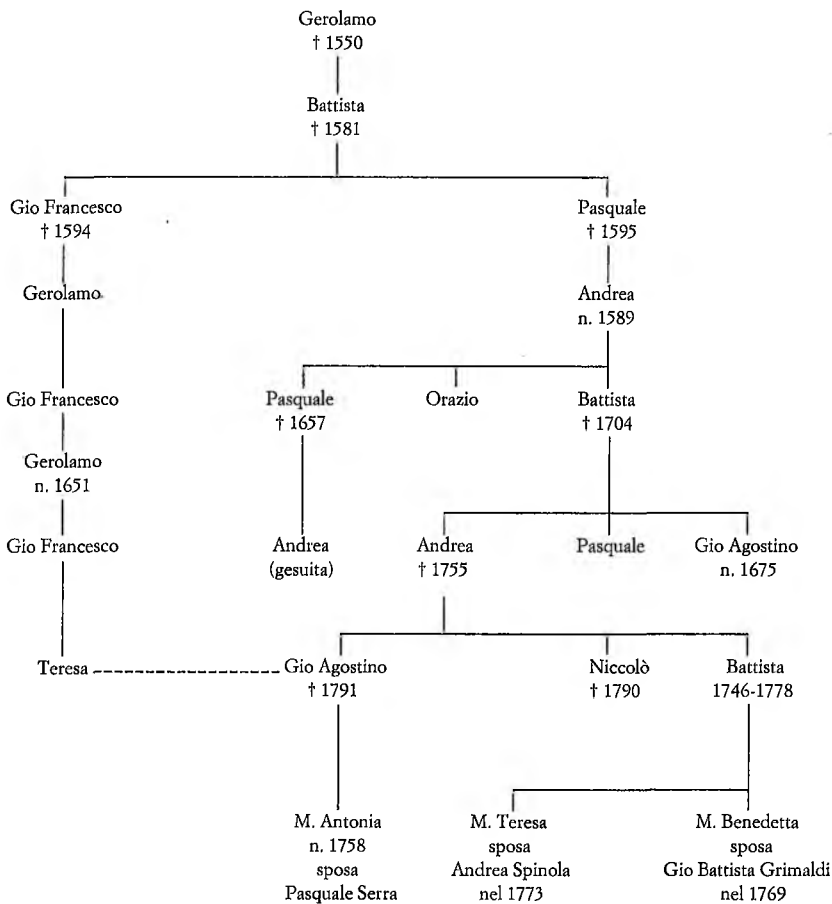 Gerolamo
† 1550
Battista
† 1581
Gio Francesco
† 1594
Pasquale
† 1595
Gerolamo
Andrea
n. 1589
Gio Francesco
Pasquale
† 1657
Orazio
Battista
† 1704
Gerolamo
n. 1651
Gio Francesco
Andrea
(gesuita)
Andrea
† 1755
Pasquale
Gio Agostino
n. 1675
Teresa
Gio Agostino
† 1791
Niccolò
† 1790
Battista
1746-1778
M. Antonia
n. 1758
sposa
Pasquale Serra
M. Teresa
sposa
Andrea Spinola
nel 1773
M. Benedetta
sposa
Gio Battista Grimaldi
nel 1769